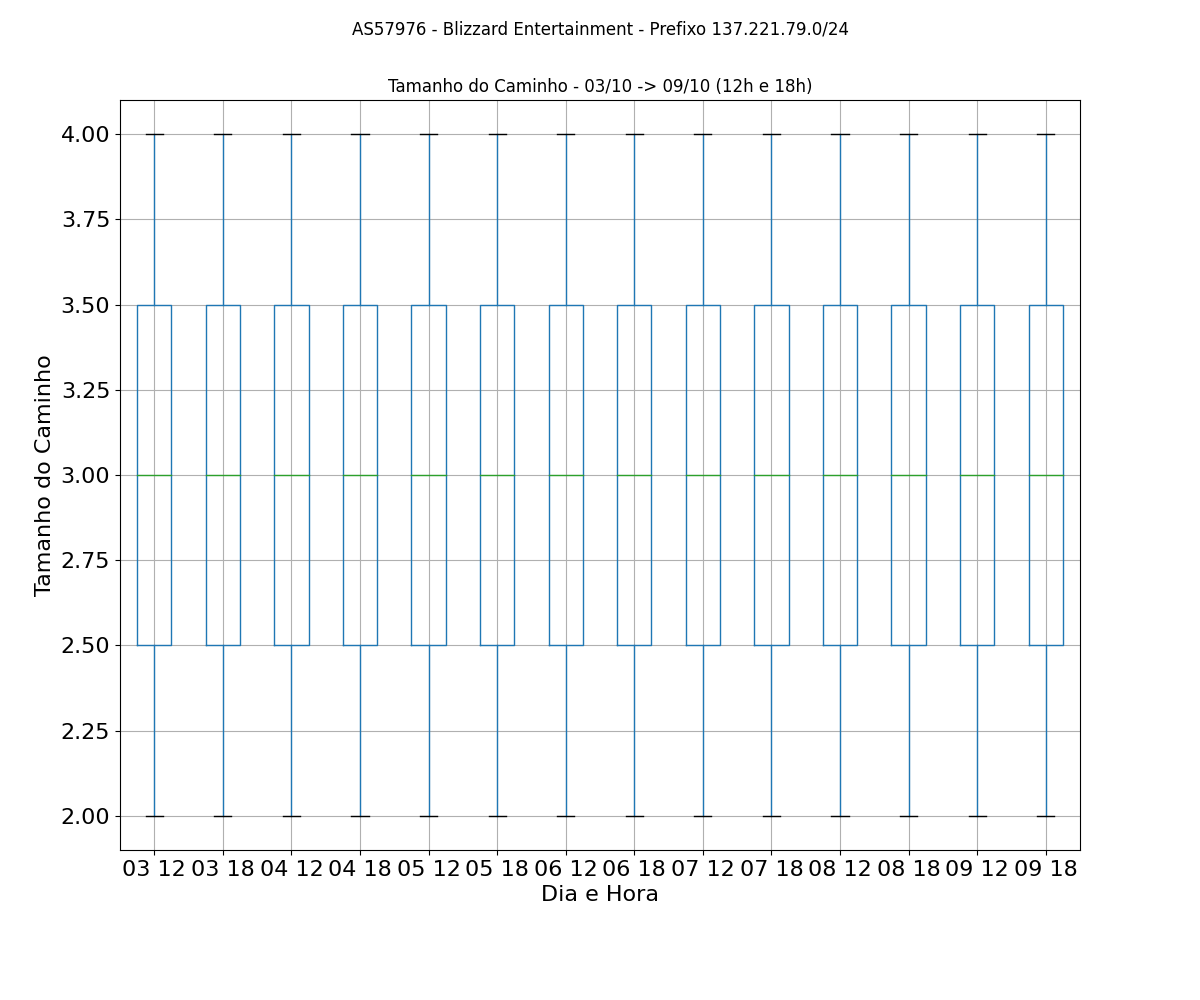 AS57976 - Blizzard Entertainment - Prefixo 137.221.79.0/24
Tamanho do Caminho - 03/10 -> 09/10 (12h e 18h)
Tamanho do Caminho
4.00
3.75
3.50
3.25
3.00
2.75
2.50
2.25
2.00
03 12 03 18 04 12 04 18 05 12 05 18 06 12 06 18 07 12 07 18 08 12 08 18 09 12 09 18
Dia e Hora